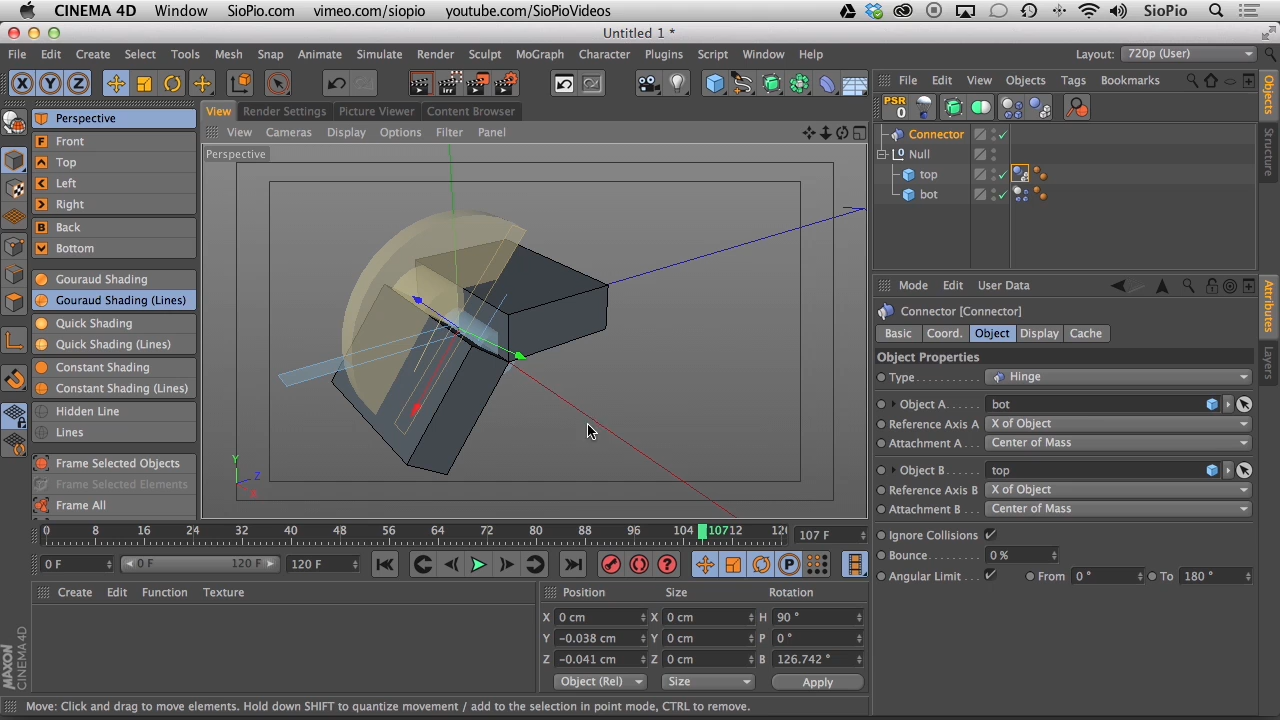 CINEMA 4D Window SioPio.com vimeo.com/siopio youtube.com/SioPioVideos SioPio
Untitled 1 *
File Edit Create Select Tools Mesh Snap Animate Simulate Render Sculpt MoGraph Character Plugins Script Window Help Layout: 720p (User)
X Y Z
File Edit View Objects Tags Bookmarks
PSR
0
Objects
Structure
View Render Settings Picture Viewer Content Browser
View Cameras Display Options Filter Panel
Perspective
Perspective
F Front
Top
Left
Right
B Back
Bottom
Gouraud Shading
Gouraud Shading (Lines)
Quick Shading
Quick Shading (Lines)
Constant Shading
Constant Shading (Lines)
Hidden Line
Lines
Frame Selected Objects
Frame Selected Elements
Frame All
Y
Z
X
Connector
0 Null
top
bot
Mode Edit User Data
Attributes
Layers
Connector [Connector]
Basic Coord. Object Display Cache
Object Properties
Type Hinge
Object A bot
Reference Axis A X of Object
Attachment A Center of Mass
Object B top
Reference Axis B X of Object
Attachment B Center of Mass
Ignore Collisions
Bounce 0 %
Angular Limit From 0 ° To 180 °
0 8 16 24 32 40 48 56 64 72 80 88 96 104 107 12 107 F
0 F 0 F 120 F 120 F
P
Create Edit Function Texture
Position Size Rotation
X 0 cm X 0 cm H 90 °
Y -0.038 cm Y 0 cm P 0 °
Z -0.041 cm Z 0 cm B 126.742 °
Object (Rel) Size Apply
MAXON
CINEMA 4D
Move: Click and drag to move elements. Hold down SHIFT to quantize movement / add to the selection in point mode, CTRL to remove.